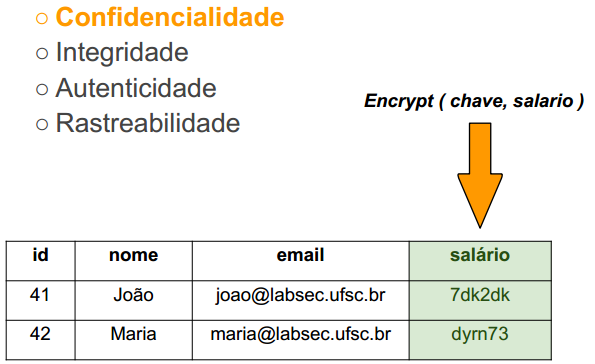 Confidencialidade
Integridade
Autenticidade
Rastreabilidade
Encrypt ( chave, salario )
id nome email salário
41 João joao@labsec.ufsc.br 7dk2dk
42 Maria maria@labsec.ufsc.br dyrn73